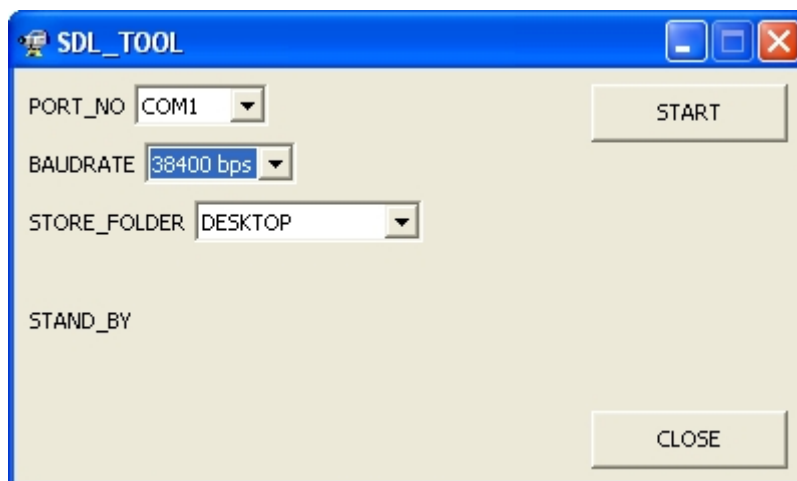 SDL_TOOL
PORT_NO COM1
START
BAUDRATE 38400 bps
STORE_FOLDER DESKTOP
STAND_BY
CLOSE